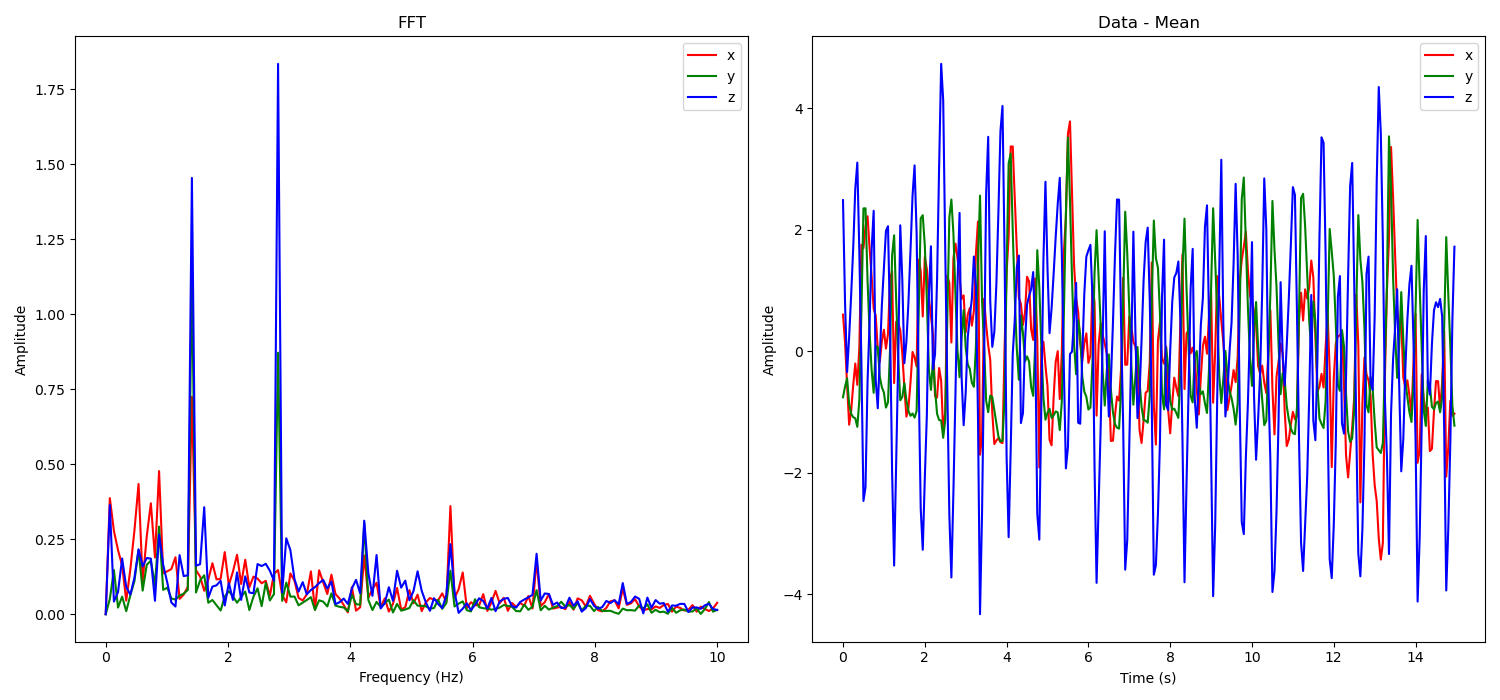 FFT
x
y
z
1.75
1.50
1.25
1.00
0.75
0.50
0.25
0.00
Amplitude
0 2 4 6 8 10
Frequency (Hz)
Data - Mean
x
y
z
4
2
0
−2
−4
Amplitude
0 2 4 6 8 10 12 14
Time (s)